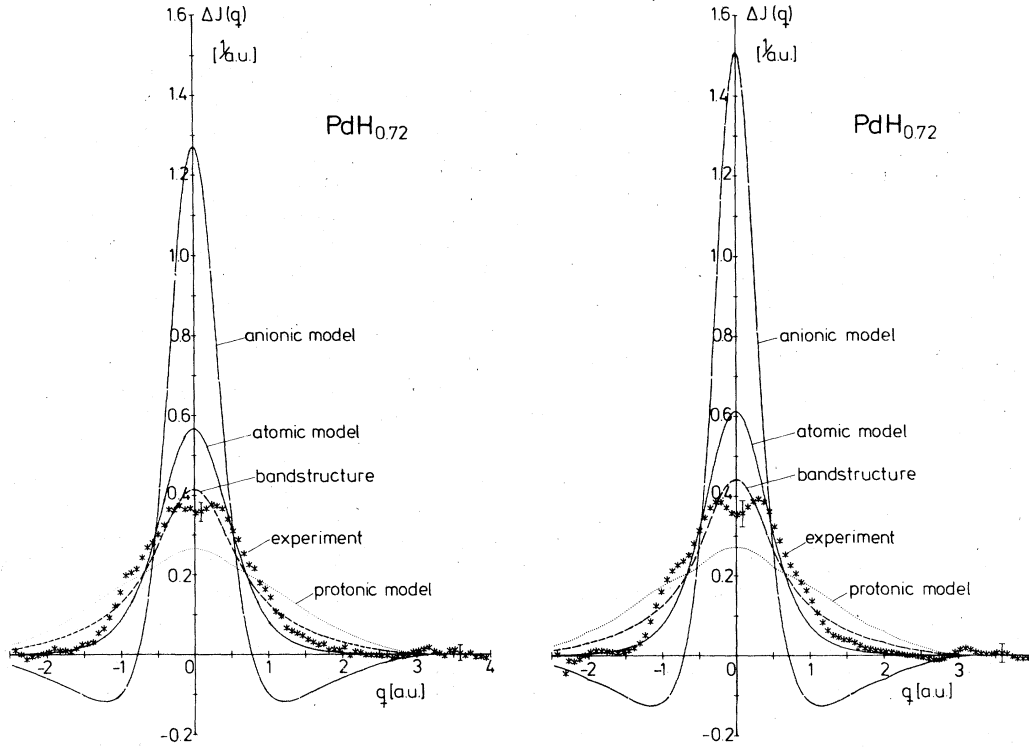 1.6 ΔJ(q)
[1/a.u.]
1.4
PdH0.72
1.2
1.0
0.8
anionic model
0.6
atomic model
bandstructure
0.4
experiment
0.2
protonic model
-2 -1 0 1 2 3 4
q [a.u.]
-0.2
1.6 ΔJ(q)
[1/a.u.]
1.4
PdH0.72
1.2
1.0
0.8
anionic model
0.6
atomic model
bandstructure
0.4
experiment
0.2
protonic model
-2 -1 0 1 2 3
q [a.u.]
-0.2